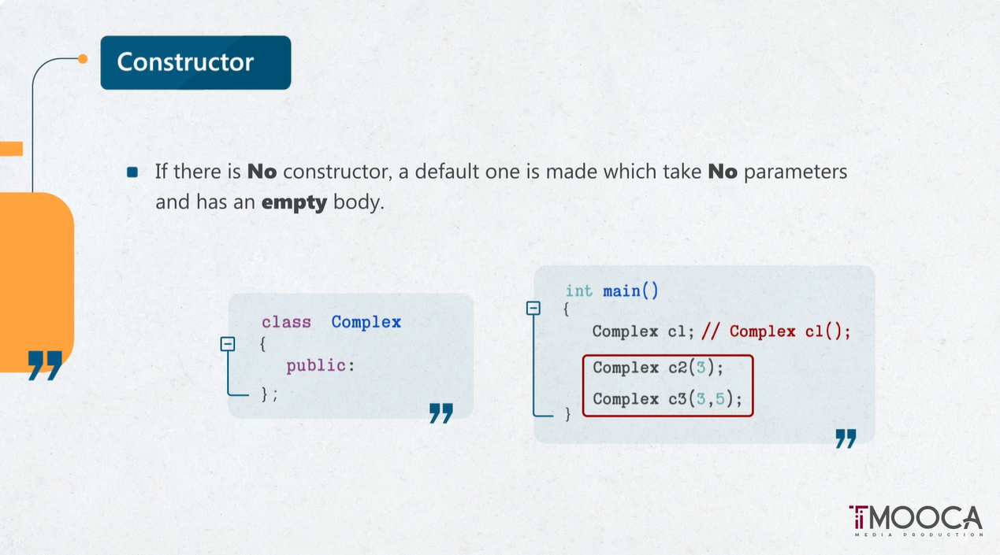 Constructor
If there is No constructor, a default one is made which take No parameters
and has an empty body.
class Complex
{
public:
};
int main()
{
Complex c1; // Complex c1();
Complex c2(3);
Complex c3(3,5);
}
TiMOOCA
MEDIA PRODUCTION